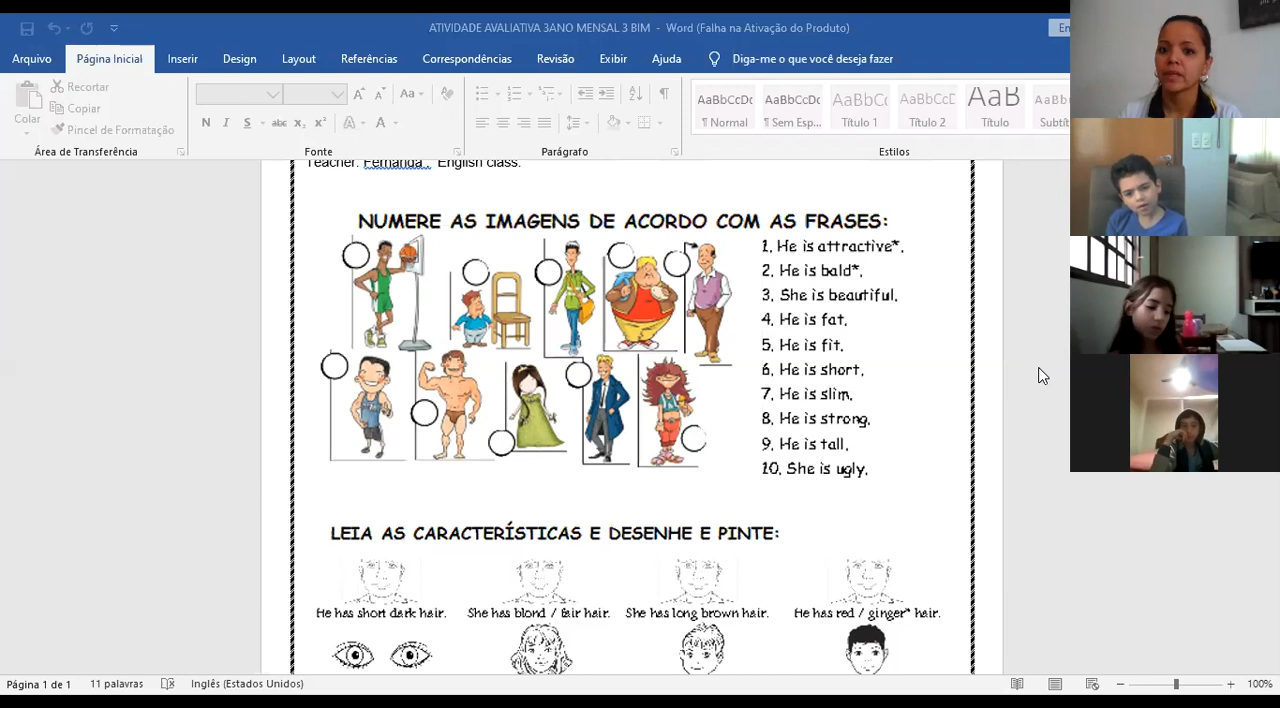 ATIVIDADE AVALIATIVA 3ANO MENSAL 3 BIM - Word (Falha na Ativação do Produto)
Arquivo Página Inicial Inserir Design Layout Referências Correspondências Revisão Exibir Ajuda Diga-me o que você deseja fazer
Colar
Recortar
Copiar
Pincel de Formatação
Área de Transferência
Aa
N I S abc x₂ x² A A
Fonte
Parágrafo
AaBbCcDc AaBbCcDc AaBbCc AaBbCcD AaB
¶ Normal ¶ Sem Esp... Título 1 Título 2 Título
Estilos
Teacher: Fernanda . English class.
NUMERE AS IMAGENS DE ACORDO COM AS FRASES:
1. He is attractive*.
2. He is bald*.
3. She is beautiful.
4. He is fat.
5. He is fit.
6. He is short.
7. He is slim.
8. He is strong.
9. He is tall.
10. She is ugly.
LEIA AS CARACTERÍSTICAS E DESENHE E PINTE:
He has short dark hair. She has blond / fair hair. She has long brown hair. He has red / ginger* hair.
Página 1 de 1 11 palavras Inglês (Estados Unidos) 100%